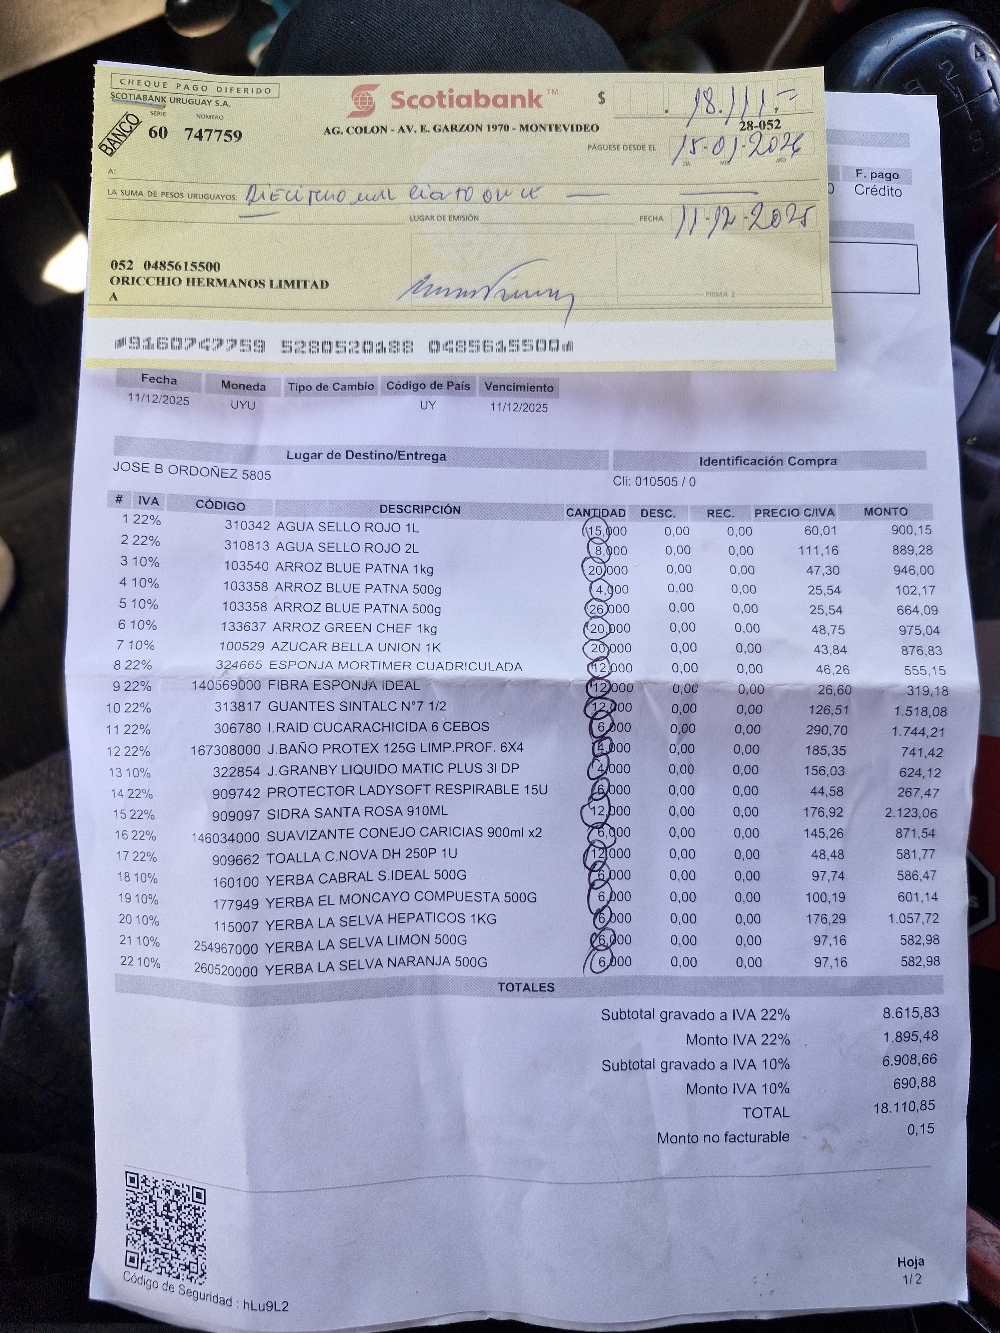 CHEQUE PAGO DIFERIDO
SCOTIABANK URUGUAY S.A.
Scotiabank™
$ 18.111.=
BANCO
SERIE NUMERO
60 747759
AG. COLON - AV. E. GARZON 1970 - MONTEVIDEO
28-052
PÁGUESE DESDE EL 15-01-2026
DIA MES AÑO
A:
LA SUMA DE PESOS URUGUAYOS: Dieciocho mil ciento once
LUGAR DE EMISIÓN
FECHA 11-12-2025
052 0485615500
ORICCHIO HERMANOS LIMITAD
A
FIRMA 2
9160747759 5280520188 0485615500
F. pago
Crédito
Fecha Moneda Tipo de Cambio Código de País Vencimiento
11/12/2025 UYU UY 11/12/2025
Lugar de Destino/Entrega Identificación Compra
JOSE B ORDOÑEZ 5805 Cli: 010505 / 0
# IVA CÓDIGO DESCRIPCIÓN CANTIDAD DESC. REC. PRECIO C/IVA MONTO
1 22% 310342 AGUA SELLO ROJO 1L 15,000 0,00 0,00 60,01 900,15
2 22% 310813 AGUA SELLO ROJO 2L 8,000 0,00 0,00 111,16 889,28
3 10% 103540 ARROZ BLUE PATNA 1kg 20,000 0,00 0,00 47,30 946,00
4 10% 103358 ARROZ BLUE PATNA 500g 4,000 0,00 0,00 25,54 102,17
5 10% 103358 ARROZ BLUE PATNA 500g 26,000 0,00 0,00 25,54 664,09
6 10% 133637 ARROZ GREEN CHEF 1kg 20,000 0,00 0,00 48,75 975,04
7 10% 100529 AZUCAR BELLA UNION 1K 20,000 0,00 0,00 43,84 876,83
8 22% 324665 ESPONJA MORTIMER CUADRICULADA 12,000 0,00 0,00 46,26 555,15
9 22% 140569000 FIBRA ESPONJA IDEAL 12,000 0,00 0,00 26,60 319,18
10 22% 313817 GUANTES SINTALC N°7 1/2 12,000 0,00 0,00 126,51 1.518,08
11 22% 306780 I.RAID CUCARACHICIDA 6 CEBOS 6,000 0,00 0,00 290,70 1.744,21
12 22% 167308000 J.BAÑO PROTEX 125G LIMP.PROF. 6X4 4,000 0,00 0,00 185,35 741,42
13 10% 322854 J.GRANBY LIQUIDO MATIC PLUS 3l DP 4,000 0,00 0,00 156,03 624,12
14 22% 909742 PROTECTOR LADYSOFT RESPIRABLE 15U 6,000 0,00 0,00 44,58 267,47
15 22% 909097 SIDRA SANTA ROSA 910ML 12,000 0,00 0,00 176,92 2.123,06
16 22% 146034000 SUAVIZANTE CONEJO CARICIAS 900ml x2 6,000 0,00 0,00 145,26 871,54
17 22% 909662 TOALLA C.NOVA DH 250P 1U 12,000 0,00 0,00 48,48 581,77
18 10% 160100 YERBA CABRAL S.IDEAL 500G 6,000 0,00 0,00 97,74 586,47
19 10% 177949 YERBA EL MONCAYO COMPUESTA 500G 6,000 0,00 0,00 100,19 601,14
20 10% 115007 YERBA LA SELVA HEPATICOS 1KG 6,000 0,00 0,00 176,29 1.057,72
21 10% 254967000 YERBA LA SELVA LIMON 500G 6,000 0,00 0,00 97,16 582,98
22 10% 260520000 YERBA LA SELVA NARANJA 500G 6,000 0,00 0,00 97,16 582,98
TOTALES
Subtotal gravado a IVA 22% 8.615,83
Monto IVA 22% 1.895,48
Subtotal gravado a IVA 10% 6.908,66
Monto IVA 10% 690,88
TOTAL 18.110,85
Monto no facturable 0,15
Código de Seguridad : hLu9L2
Hoja
1/2